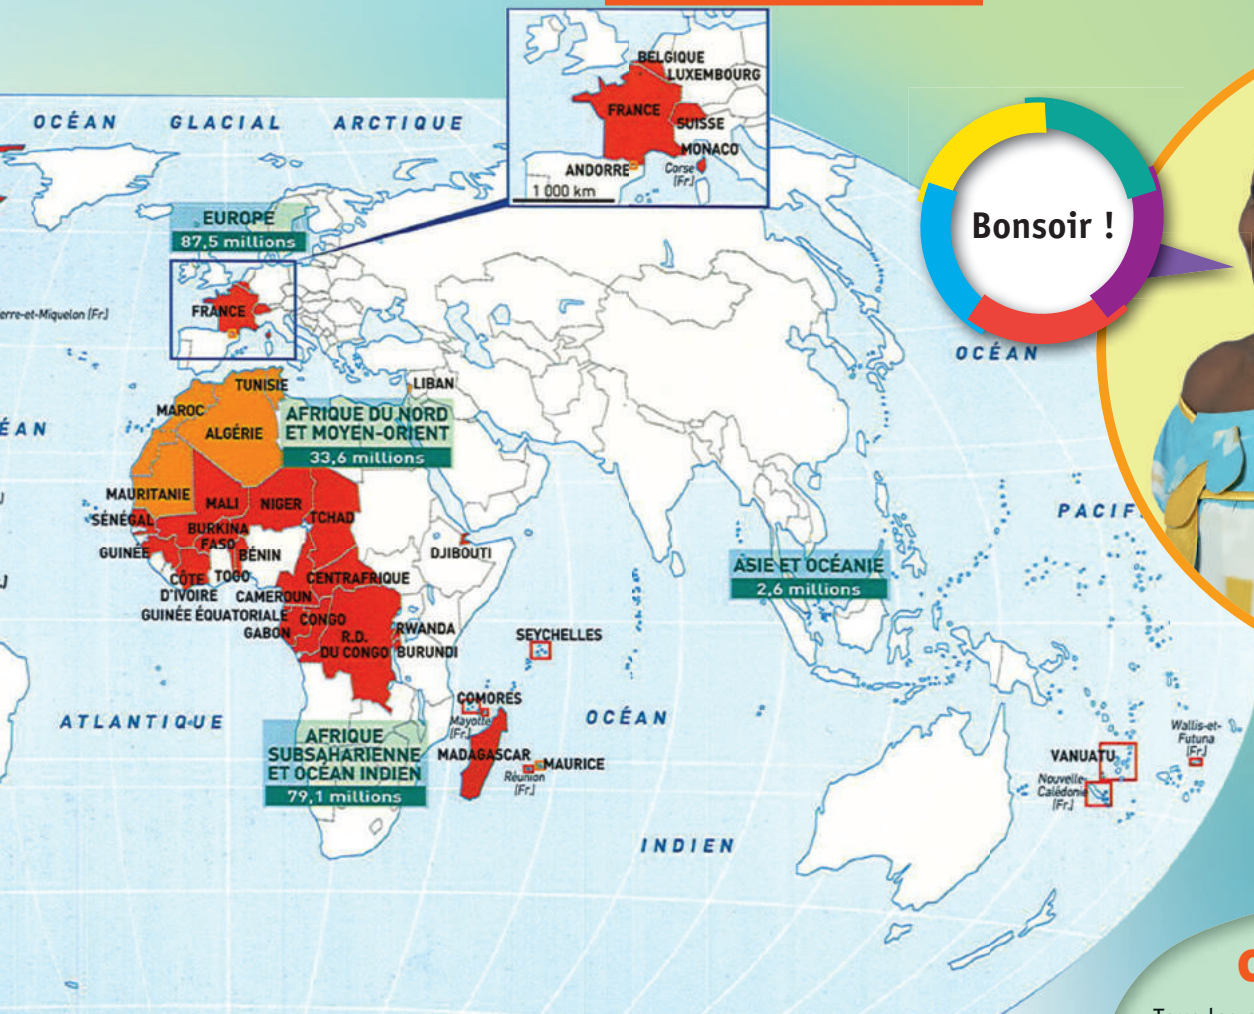 BELGIQUE
LUXEMBOURG
FRANCE
SUISSE
MONACO
ANDORRE
Corse
(Fr.)
1 000 km
OCÉAN GLACIAL ARCTIQUE
EUROPE
87,5 millions
Bonsoir !
FRANCE
erre-et-Miquelon (Fr.)
OCÉAN
TUNISIE
LIBAN
MAROC
AFRIQUE DU NORD
ET MOYEN-ORIENT
33,6 millions
ALGÉRIE
ÉAN
MAURITANIE
MALI
NIGER
TCHAD
PACIF
SÉNÉGAL
BURKINA
FASO
GUINÉE
BÉNIN
DJIBOUTI
ASIE ET OCÉANIE
2,6 millions
CÔTE
D'IVOIRE
TOGO
CENTRAFRIQUE
CAMEROUN
GUINÉE ÉQUATORIALE
CONGO
GABON
R.D.
DU CONGO
RWANDA
BURUNDI
SEYCHELLES
COMORES
Mayotte
(Fr.)
OCÉAN
ATLANTIQUE
AFRIQUE
SUBSAHARIENNE
ET OCÉAN INDIEN
79,1 millions
MADAGASCAR
MAURICE
Réunion
(Fr.)
Wallis-et-
Futuna
(Fr.)
VANUATU
Nouvelle-
Calédonie
(Fr.)
INDIEN